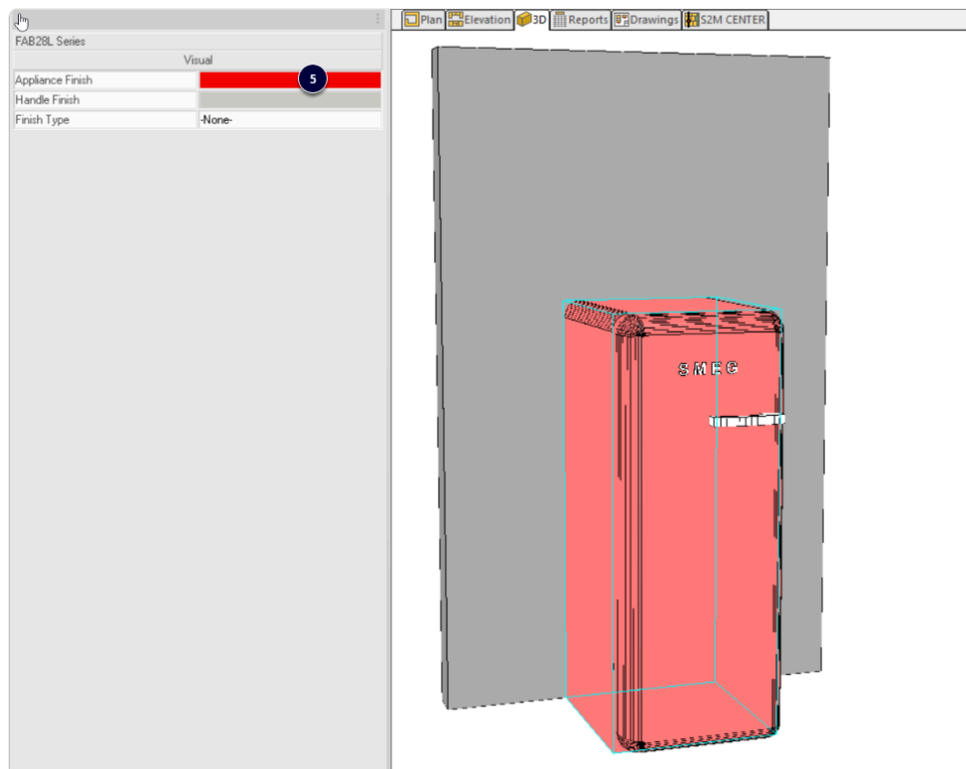 Plan Elevation 3D Reports Drawings S2M CENTER
FAB28L Series
Visual
Appliance Finish 5
Handle Finish
Finish Type -None-
SMEG